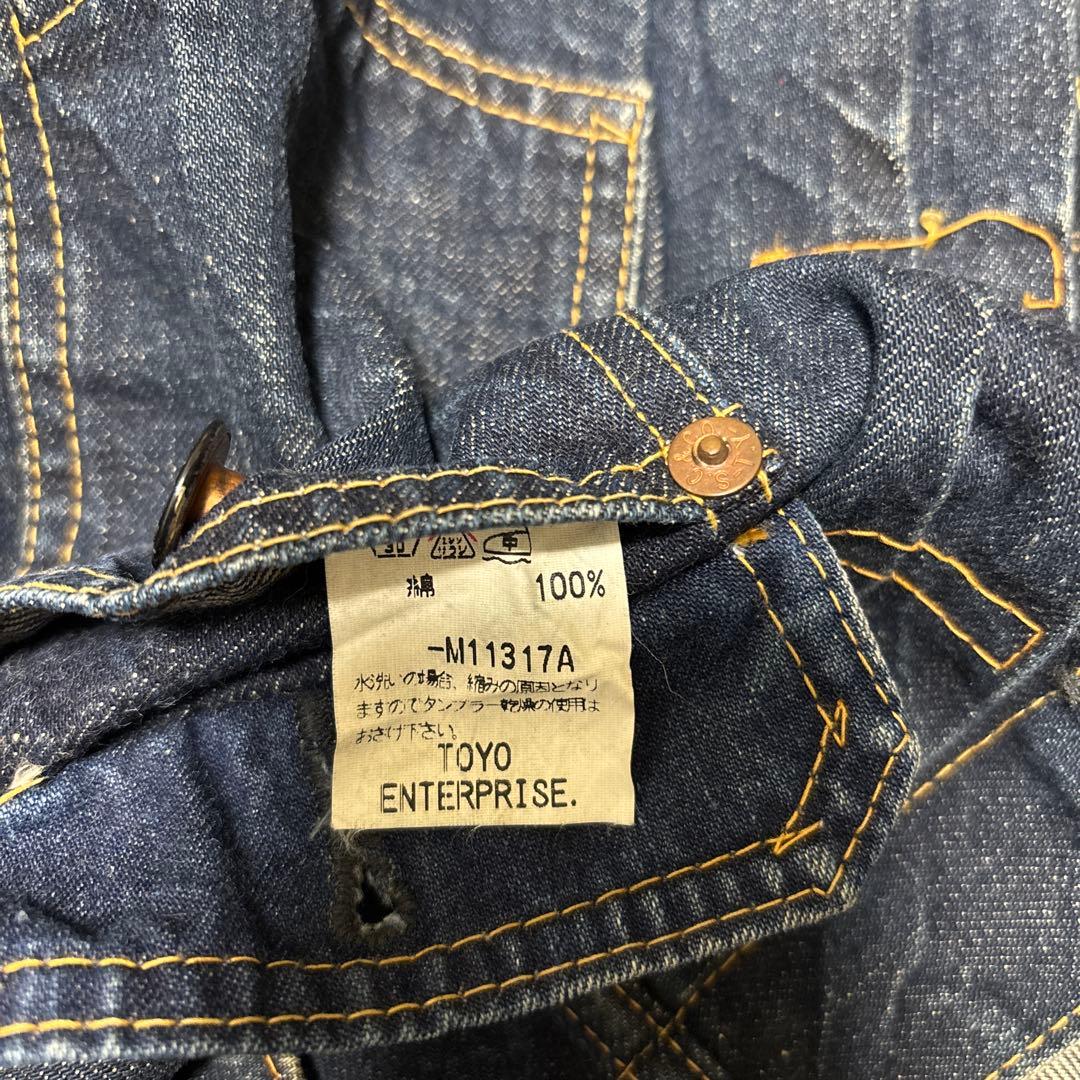 30
中
綿 100%
-M11317A
水洗いの場合、縮みの原因となり
ますのでタンブラー乾燥の使用は
おさけ下さい。
TOYO
ENTERPRISE.